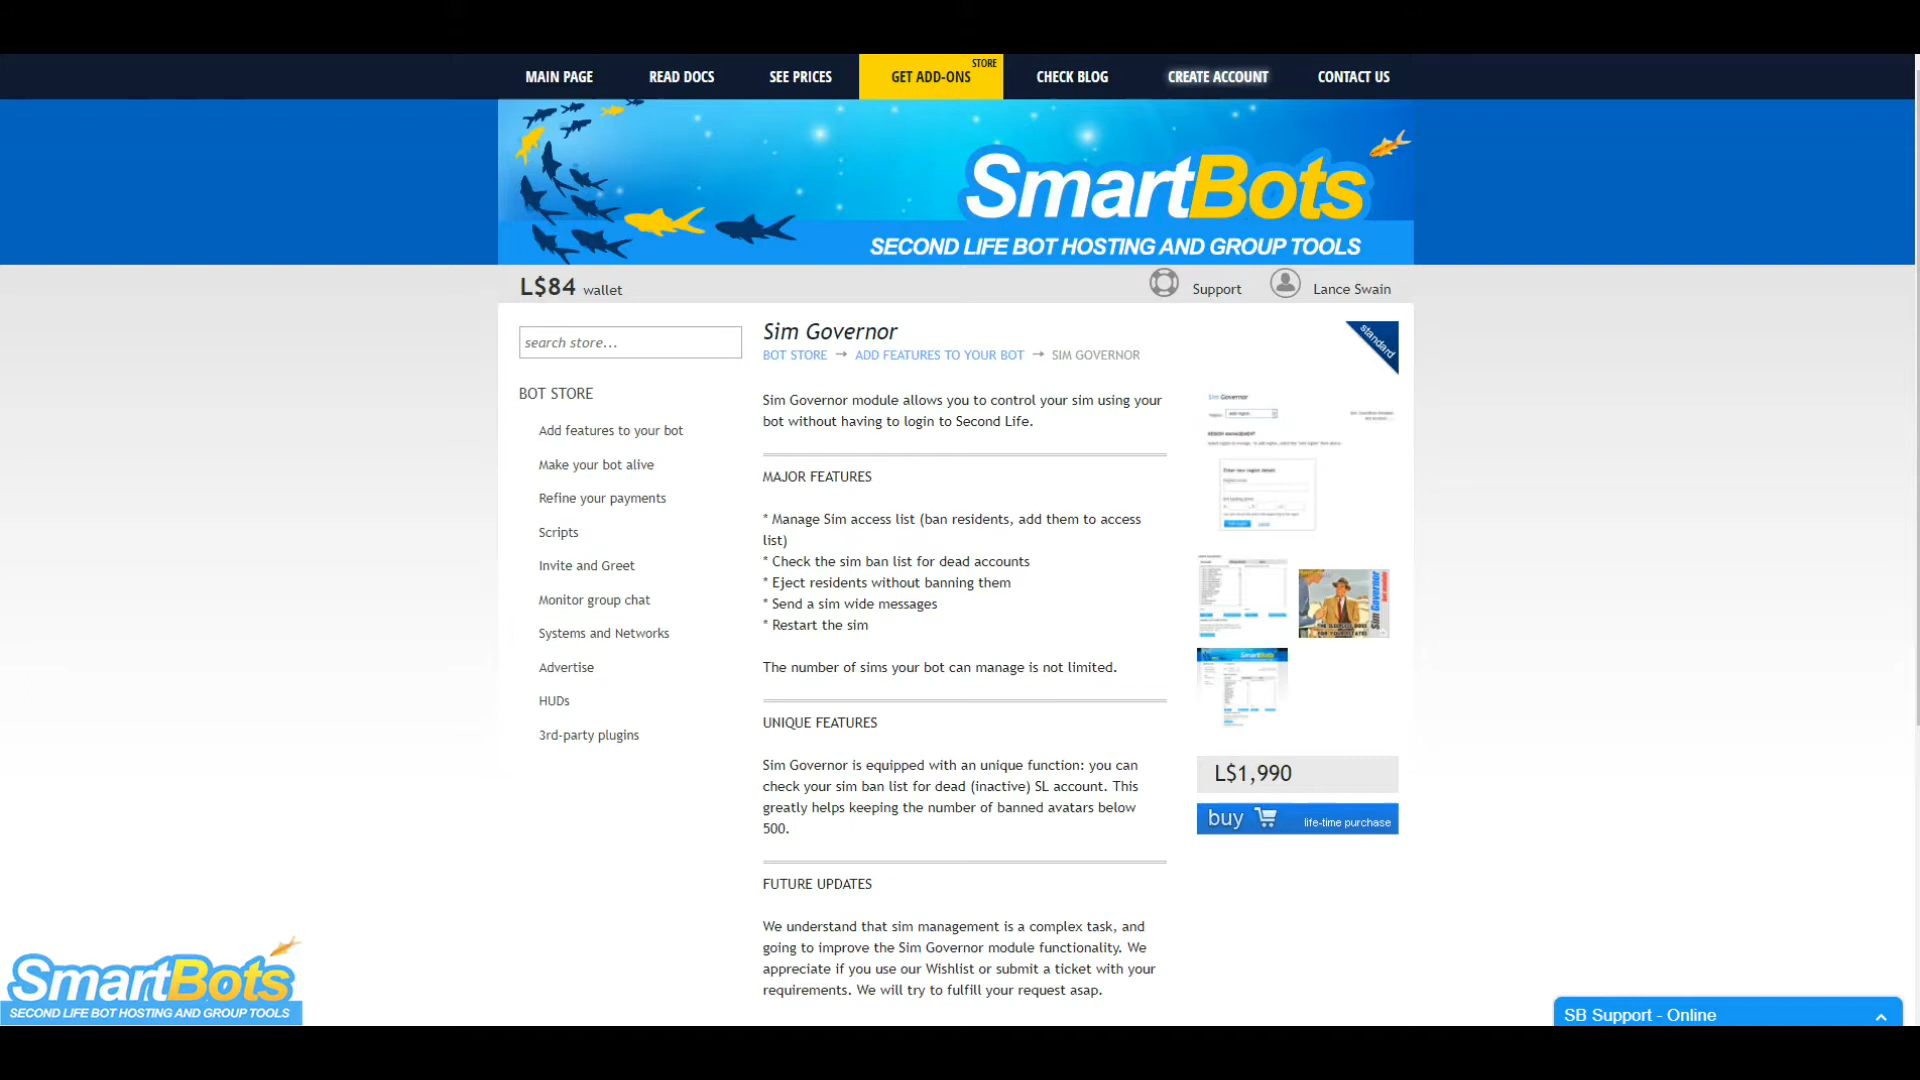 MAIN PAGE
READ DOCS
SEE PRICES
STORE
GET ADD-ONS
CHECK BLOG
CREATE ACCOUNT
CONTACT US
SmartBots
SECOND LIFE BOT HOSTING AND GROUP TOOLS
L$84 wallet
Support
Lance Swain
search store...
BOT STORE
Add features to your bot
Make your bot alive
Refine your payments
Scripts
Invite and Greet
Monitor group chat
Systems and Networks
Advertise
HUDs
3rd-party plugins
Sim Governor
BOT STORE → ADD FEATURES TO YOUR BOT → SIM GOVERNOR
Sim Governor module allows you to control your sim using your
bot without having to login to Second Life.
MAJOR FEATURES
* Manage Sim access list (ban residents, add them to access
list)
* Check the sim ban list for dead accounts
* Eject residents without banning them
* Send a sim wide messages
* Restart the sim
The number of sims your bot can manage is not limited.
UNIQUE FEATURES
Sim Governor is equipped with an unique function: you can
check your sim ban list for dead (inactive) SL account. This
greatly helps keeping the number of banned avatars below
500.
FUTURE UPDATES
We understand that sim management is a complex task, and
going to improve the Sim Governor module functionality. We
appreciate if you use our Wishlist or submit a ticket with your
requirements. We will try to fulfill your request asap.
standard
Sim Governor
REGION MANAGEMENT
Enter new region details
Sim Governor
SmartBots
L$1,990
buy life-time purchase
SmartBots
SECOND LIFE BOT HOSTING AND GROUP TOOLS
SB Support - Online